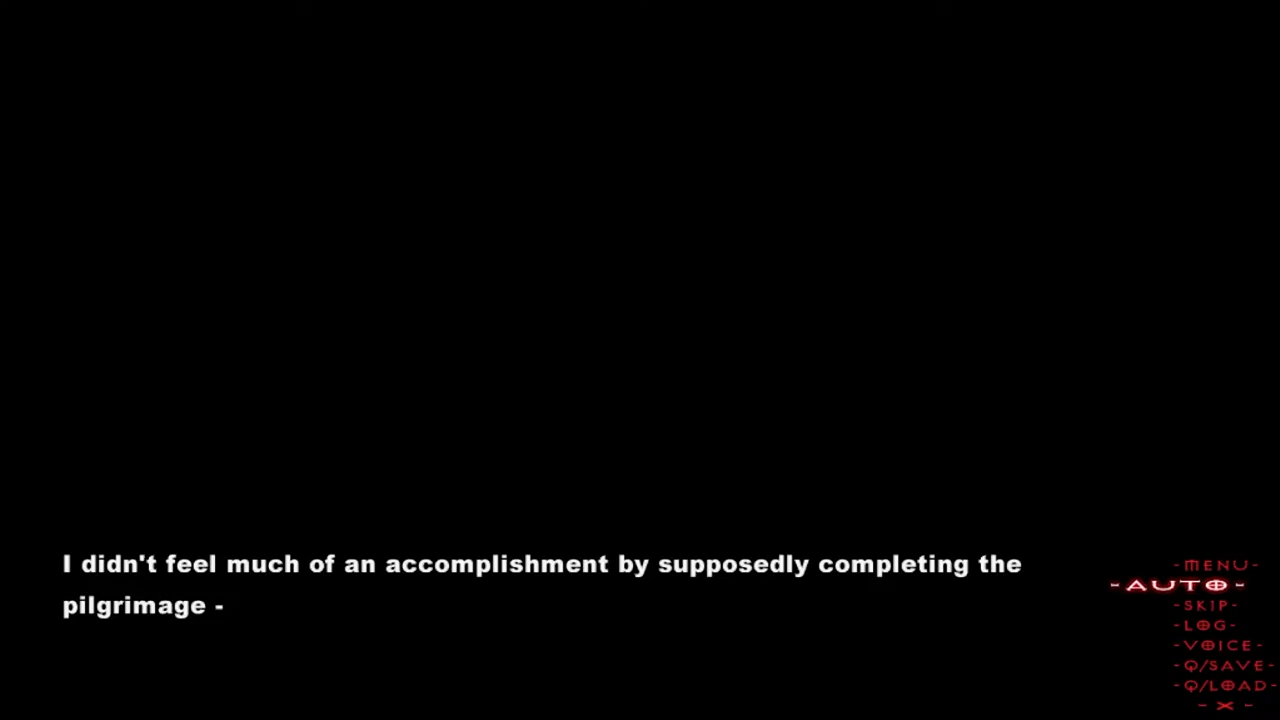 I didn't feel much of an accomplishment by supposedly completing the
pilgrimage -
-MENU-
-AUTO-
-SKIP-
-LOG-
-VOICE-
-Q/SAVE-
-Q/LOAD-
- X -